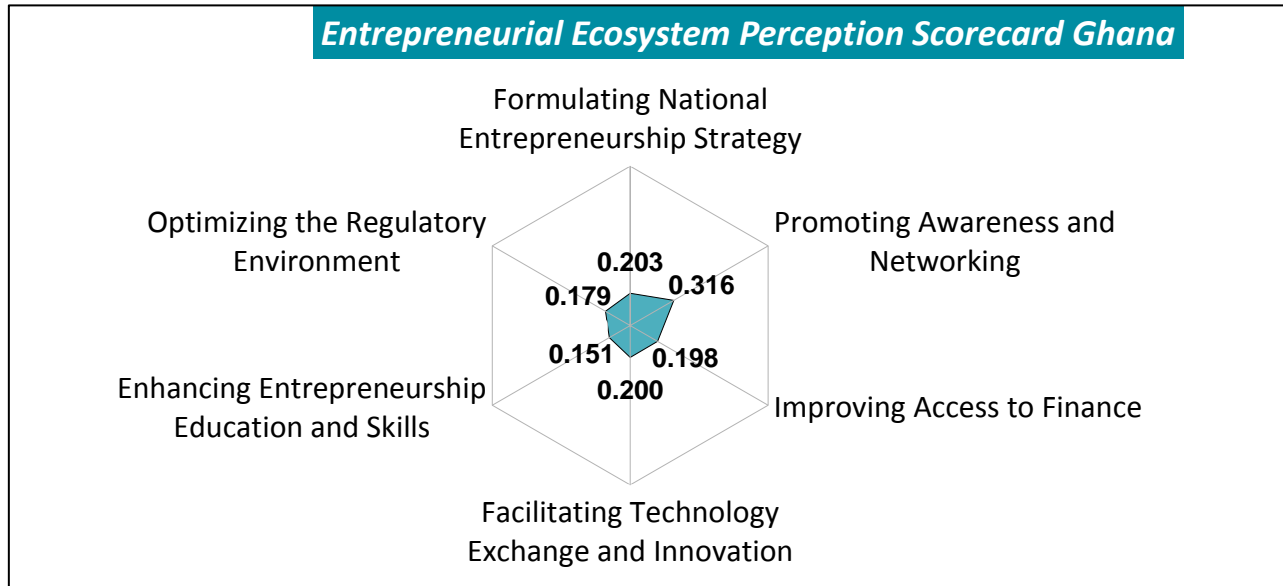 Entrepreneurial Ecosystem Perception Scorecard Ghana
Formulating National
Entrepreneurship Strategy
Optimizing the Regulatory
Environment
Promoting Awareness and
Networking
0.203
0.316
0.179
0.151
0.198
0.200
Enhancing Entrepreneurship
Education and Skills
Improving Access to Finance
Facilitating Technology
Exchange and Innovation